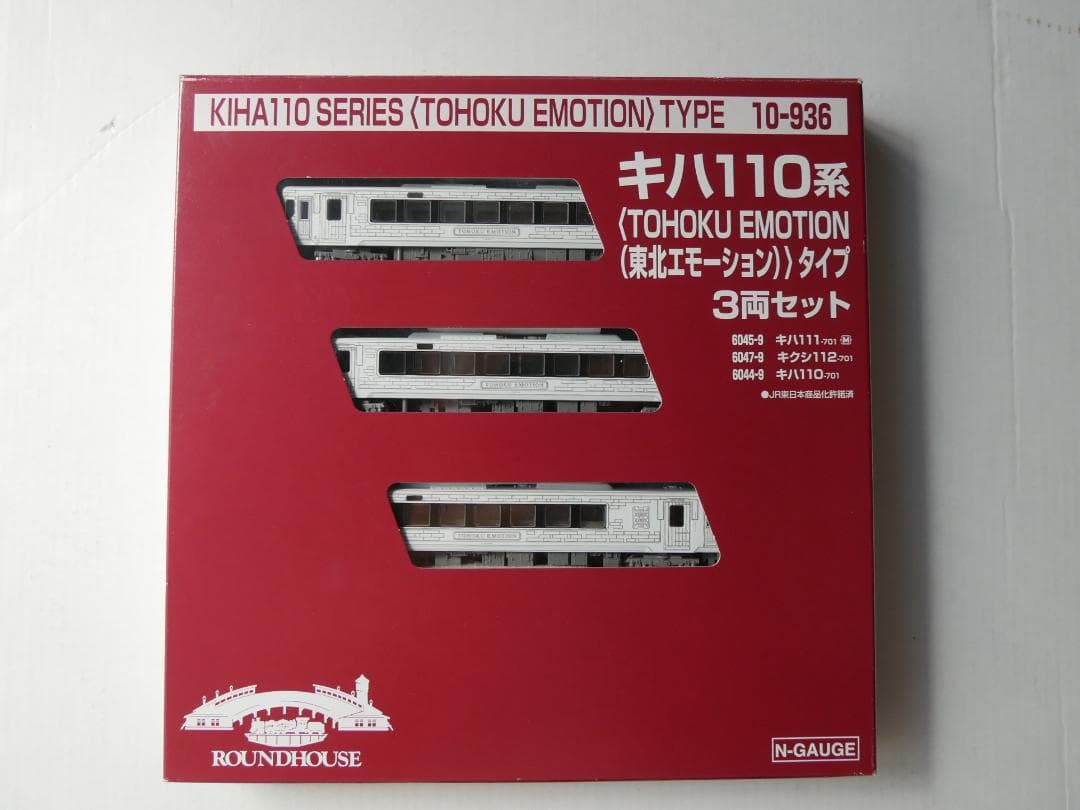 KIHA110 SERIES〈TOHOKU EMOTION〉TYPE 10-936
キハ110系
〈TOHOKU EMOTION
(東北エモーション)〉タイプ
3両セット
6045-9 キハ111-701 Ⓜ
6047-9 キクシ112-701
6044-9 キハ110-701
●JR東日本商品化許諾済
TOHOKU EMOTION
TOHOKU EMOTION
TOHOKU EMOTION
ROUNDHOUSE
N-GAUGE